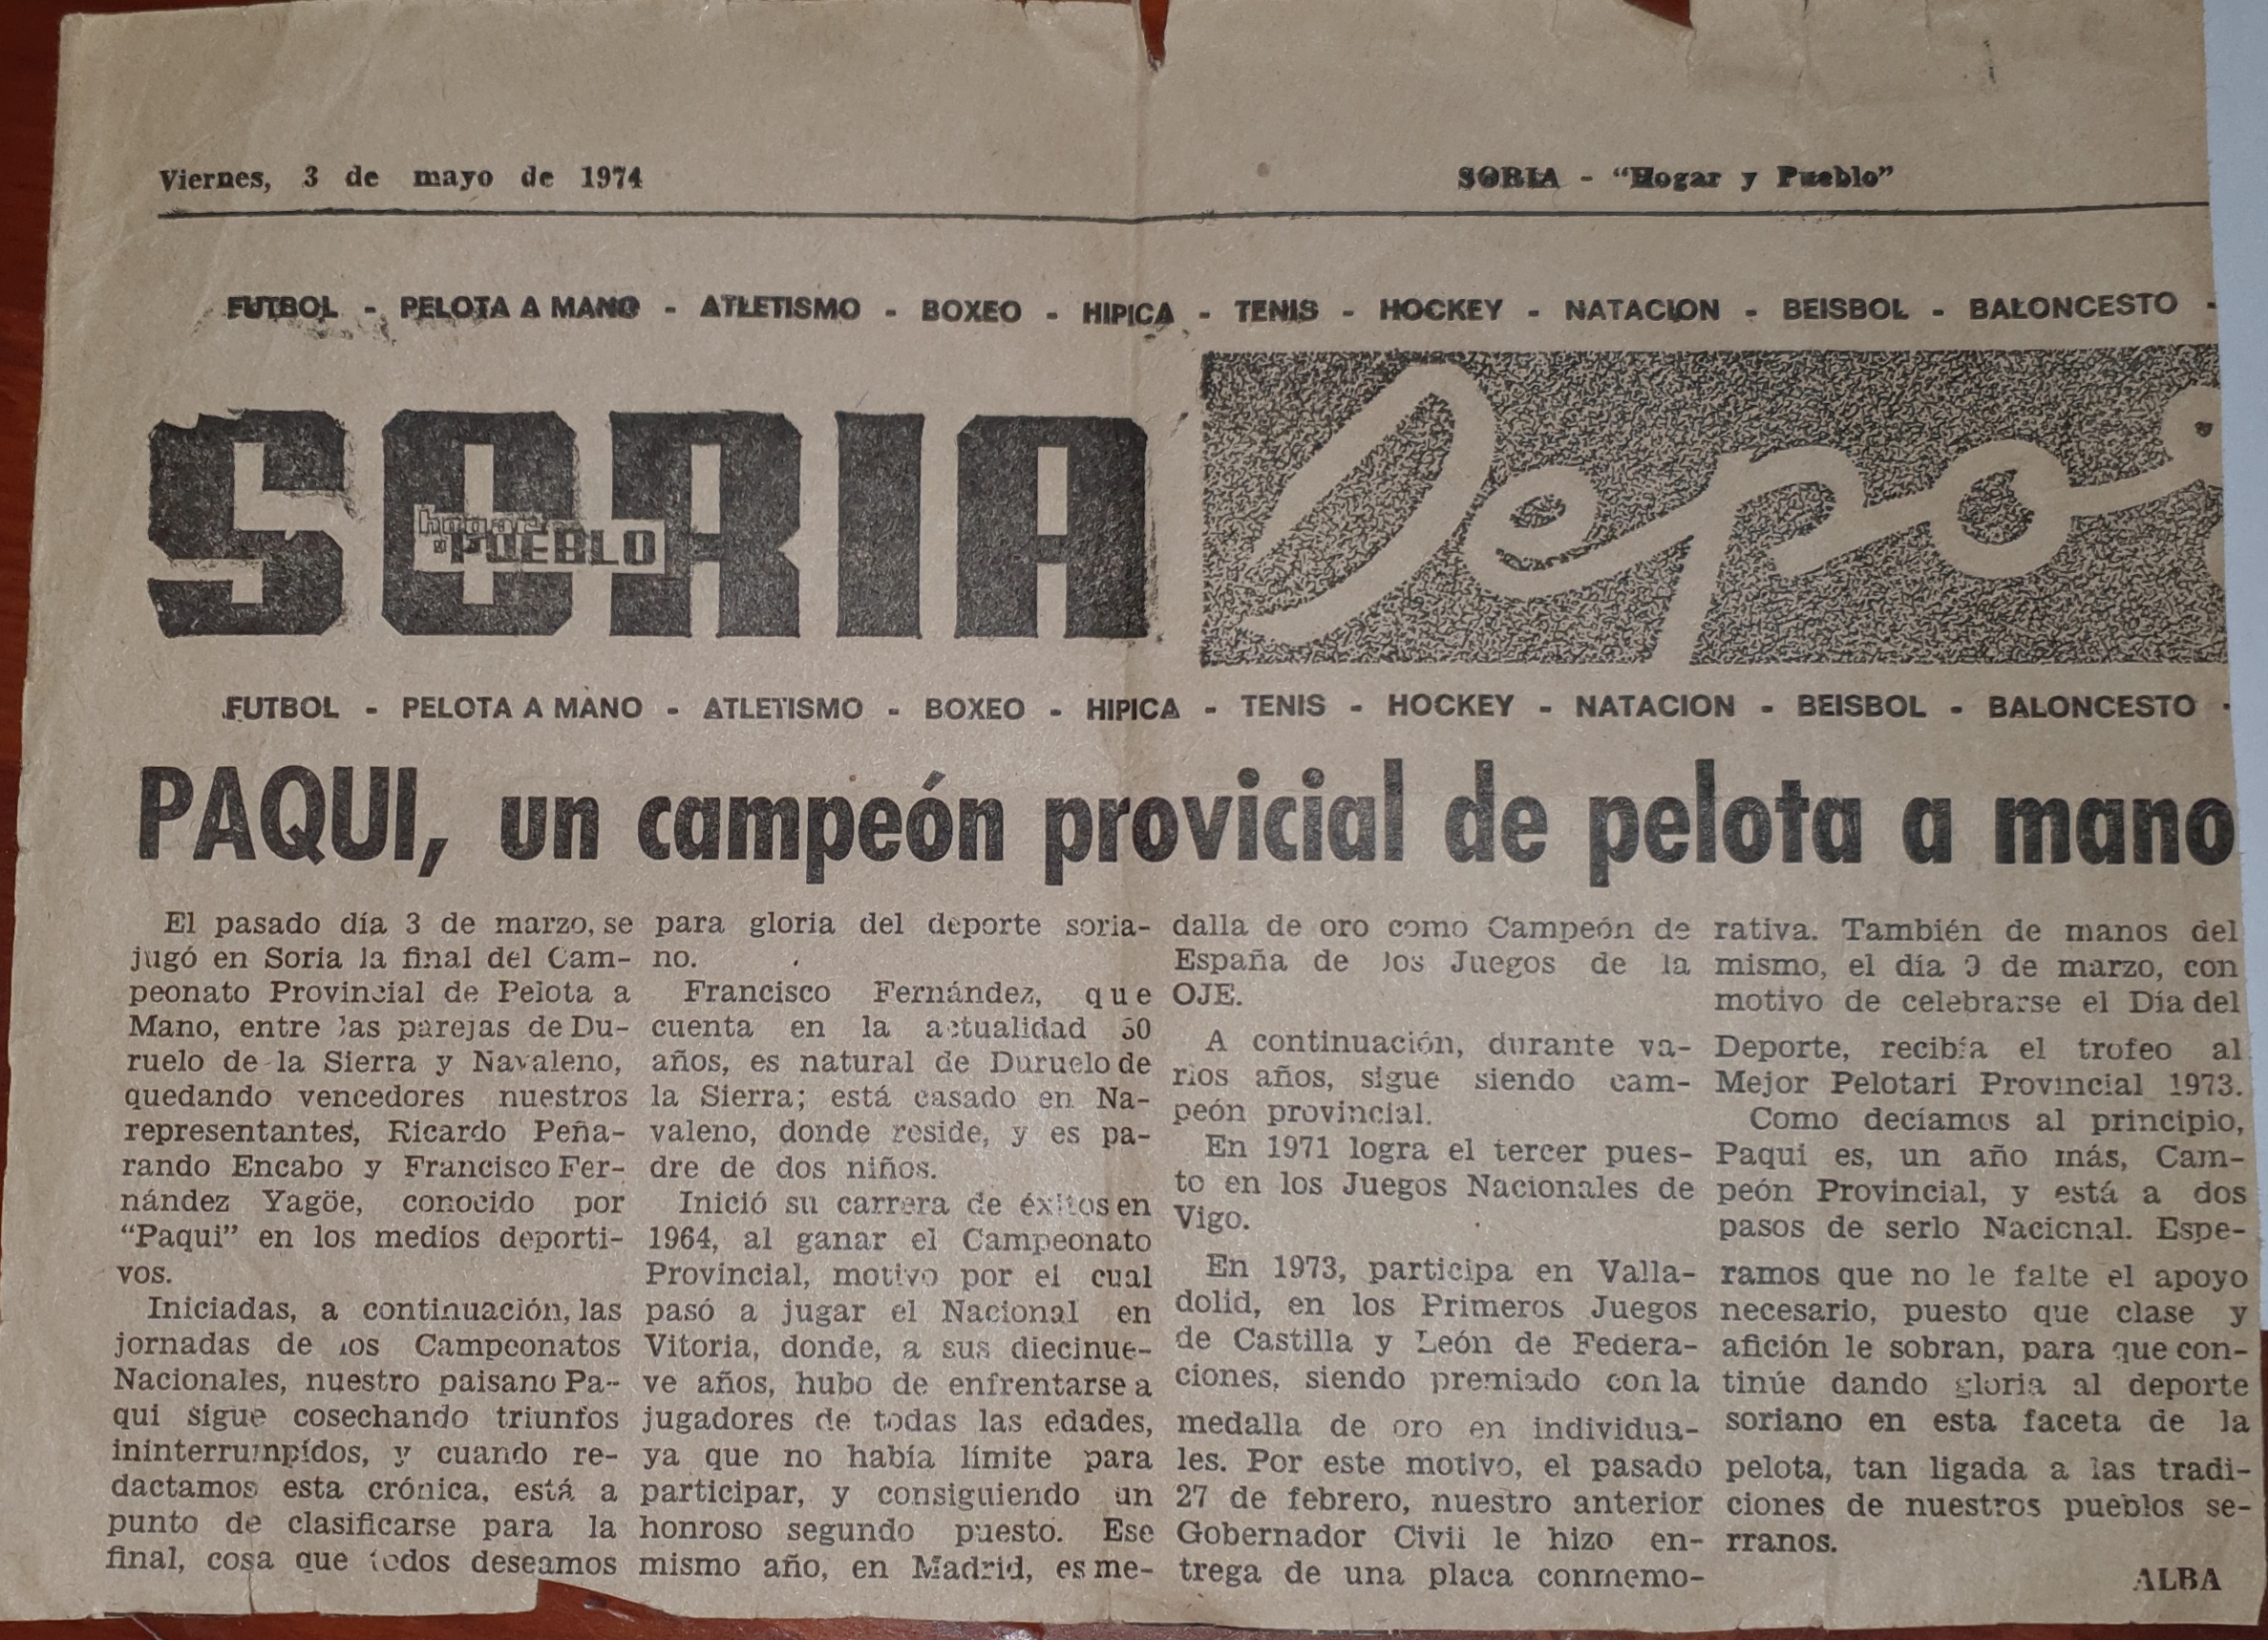 Viernes, 3 de mayo de 1974
SORIA - "Hogar y Pueblo"
FUTBOL - PELOTA A MANO - ATLETISMO - BOXEO - HIPICA - TENIS - HOCKEY - NATACION - BEISBOL - BALONCESTO -
SORIA
hogar y PUEBLO
Depo
FUTBOL - PELOTA A MANO - ATLETISMO - BOXEO - HIPICA - TENIS - HOCKEY - NATACION - BEISBOL - BALONCESTO -
PAQUI, un campeón provicial de pelota a mano
El pasado día 3 de marzo, se
jugó en Soria la final del Cam-
peonato Provincial de Pelota a
Mano, entre las parejas de Du-
ruelo de la Sierra y Navaleno,
quedando vencedores nuestros
representantes, Ricardo Peña-
rando Encabo y Francisco Fer-
nández Yagöe, conocido por
"Paqui" en los medios deporti-
vos.
Iniciadas, a continuación, las
jornadas de los Campeonatos
Nacionales, nuestro paisano Pa-
qui sigue cosechando triunfos
ininterrumpidos, y cuando re-
dactamos esta crónica, está a
punto de clasificarse para la
final, cosa que todos deseamos
para gloria del deporte soria-
no.
Francisco Fernández, que
cuenta en la actualidad 30
años, es natural de Duruelo de
la Sierra; está casado en Na-
valeno, donde reside, y es pa-
dre de dos niños.
Inició su carrera de éxitos en
1964, al ganar el Campeonato
Provincial, motivo por el cual
pasó a jugar el Nacional en
Vitoria, donde, a sus diecinue-
ve años, hubo de enfrentarse a
jugadores de todas las edades,
ya que no había límite para
participar, y consiguiendo un
honroso segundo puesto. Ese
mismo año, en Madrid, es me-
dalla de oro como Campeón de
España de los Juegos de la
OJE.
A continuación, durante va-
rios años, sigue siendo cam-
peón provincial.
En 1971 logra el tercer pues-
to en los Juegos Nacionales de
Vigo.
En 1973, participa en Valla-
dolid, en los Primeros Juegos
de Castilla y León de Federa-
ciones, siendo premiado con la
medalla de oro en individua-
les. Por este motivo, el pasado
27 de febrero, nuestro anterior
Gobernador Civil le hizo en-
trega de una placa conmemo-
rativa. También de manos del
mismo, el día 9 de marzo, con
motivo de celebrarse el Día del
Deporte, recibía el trofeo al
Mejor Pelotari Provincial 1973.
Como decíamos al principio,
Paqui es, un año más, Cam-
peón Provincial, y está a dos
pasos de serlo Nacional. Espe-
ramos que no le falte el apoyo
necesario, puesto que clase y
afición le sobran, para que con-
tinúe dando gloria al deporte
soriano en esta faceta de la
pelota, tan ligada a las tradi-
ciones de nuestros pueblos se-
rranos.
ALBA